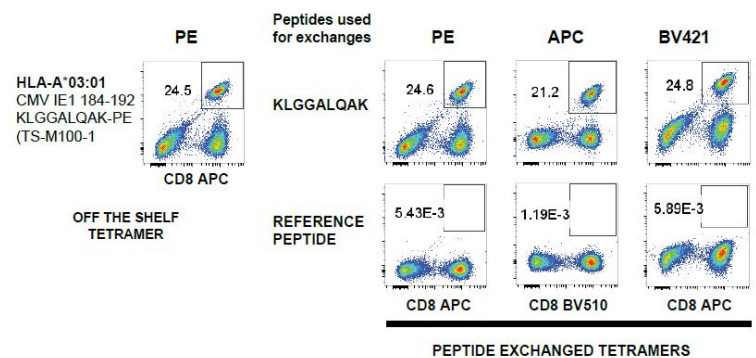 PE
HLA-A*03:01
CMV IE1 184-192
KLGGALQAK-PE
(TS-M100-1
24.5
CD8 APC
OFF THE SHELF
TETRAMER
Peptides used
for exchanges
PE
APC
BV421
KLGGALQAK
24.6
21.2
24.8
REFERENCE
PEPTIDE
5.43E-3
1.19E-3
5.89E-3
CD8 APC
CD8 BV510
CD8 APC
PEPTIDE EXCHANGED TETRAMERS